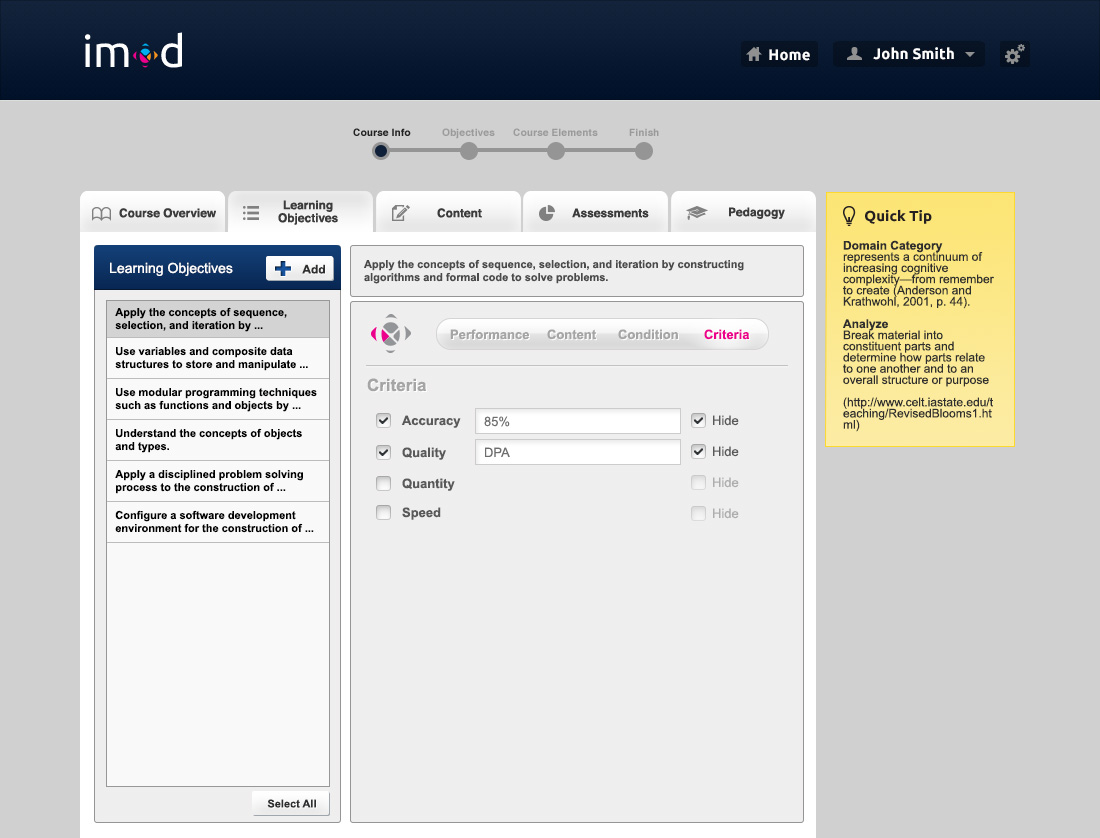 imod
Home
John Smith
Course Info
Objectives
Course Elements
Finish
Course Overview
Learning
Objectives
Content
Assessments
Pedagogy
Learning Objectives
Add
Apply the concepts of sequence,
selection, and iteration by ...
Use variables and composite data
structures to store and manipulate ...
Use modular programming techniques
such as functions and objects by ...
Understand the concepts of objects
and types.
Apply a disciplined problem solving
process to the construction of ...
Configure a software development
environment for the construction of ...
Select All
Apply the concepts of sequence, selection, and iteration by constructing
algorithms and formal code to solve problems.
Performance
Content
Condition
Criteria
Criteria
Accuracy
85%
Hide
Quality
DPA
Hide
Quantity
Hide
Speed
Hide
Quick Tip
Domain Category
represents a continuum of
increasing cognitive
complexity—from remember
to create (Anderson and
Krathwohl, 2001, p. 44).
Analyze
Break material into
constituent parts and
determine how parts relate
to one another and to an
overall structure or purpose
(http://www.celt.iastate.edu/t
eaching/RevisedBlooms1.ht
ml)